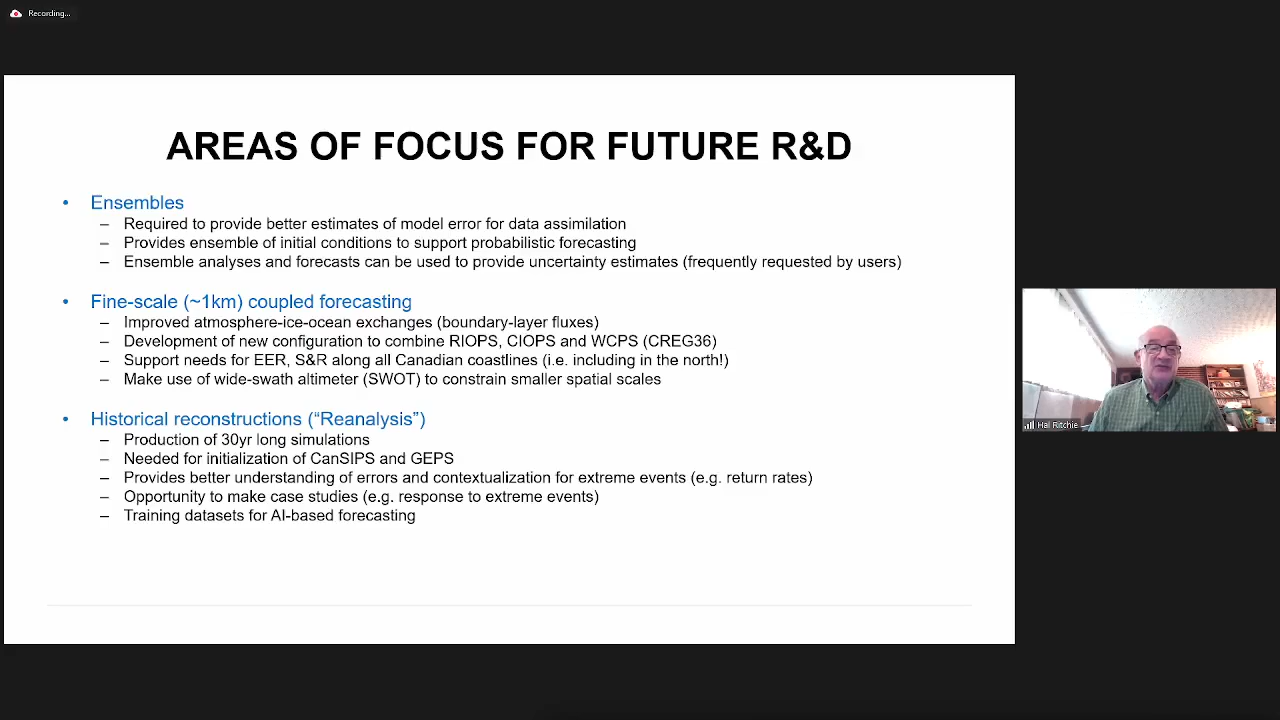 Recording...
AREAS OF FOCUS FOR FUTURE R&D
• Ensembles
– Required to provide better estimates of model error for data assimilation
– Provides ensemble of initial conditions to support probabilistic forecasting
– Ensemble analyses and forecasts can be used to provide uncertainty estimates (frequently requested by users)
• Fine-scale (~1km) coupled forecasting
– Improved atmosphere-ice-ocean exchanges (boundary-layer fluxes)
– Development of new configuration to combine RIOPS, CIOPS and WCPS (CREG36)
– Support needs for EER, S&R along all Canadian coastlines (i.e. including in the north!)
– Make use of wide-swath altimeter (SWOT) to constrain smaller spatial scales
• Historical reconstructions (“Reanalysis”)
– Production of 30yr long simulations
– Needed for initialization of CanSIPS and GEPS
– Provides better understanding of errors and contextualization for extreme events (e.g. return rates)
– Opportunity to make case studies (e.g. response to extreme events)
– Training datasets for AI-based forecasting
Hal Ritchie